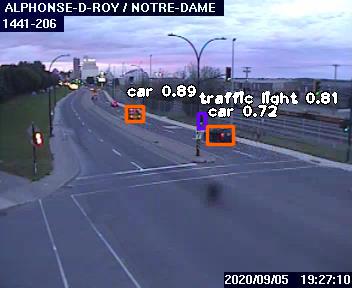 ALPHONSE-D-ROY / NOTRE-DAME
1441-206
car 0.89
traffic light 0.81
car 0.72
2020/09/05 19:27:10